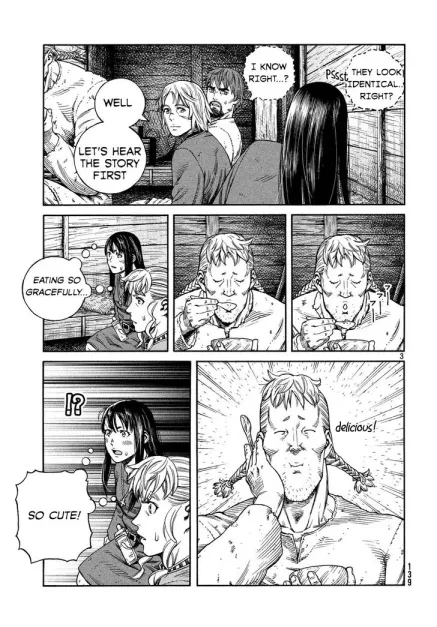 PSSST
THEY LOOK
IDENTICAL,
RIGHT?
I KNOW
RIGHT...?
WELL
LET'S HEAR
THE STORY
FIRST
EATING SO
GRACEFULLY...
3
delicious!
!?
SO CUTE!
139